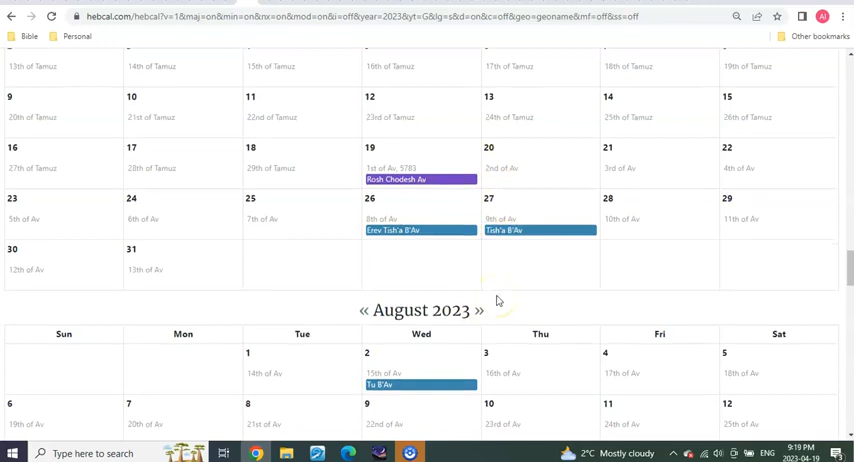 hebcal.com/hebcal?v=1&maj=on&min=on&nx=on&mod=on&i=off&year=2023&yt=G&lg=s&d=on&c=off&geo=geoname&mf=off&ss=off
AI
Bible
Personal
Other bookmarks
13th of Tamuz
14th of Tamuz
15th of Tamuz
16th of Tamuz
17th of Tamuz
18th of Tamuz
19th of Tamuz
9
10
11
12
13
14
15
20th of Tamuz
21st of Tamuz
22nd of Tamuz
23rd of Tamuz
24th of Tamuz
25th of Tamuz
26th of Tamuz
16
17
18
19
20
21
22
27th of Tamuz
28th of Tamuz
29th of Tamuz
1st of Av, 5783
2nd of Av
3rd of Av
4th of Av
Rosh Chodesh Av
23
24
25
26
27
28
29
5th of Av
6th of Av
7th of Av
8th of Av
9th of Av
10th of Av
11th of Av
Erev Tish'a B'Av
Tish'a B'Av
30
31
12th of Av
13th of Av
« August 2023 »
Sun
Mon
Tue
Wed
Thu
Fri
Sat
1
2
3
4
5
14th of Av
15th of Av
16th of Av
17th of Av
18th of Av
Tu B'Av
6
7
8
9
10
11
12
19th of Av
20th of Av
21st of Av
22nd of Av
23rd of Av
24th of Av
25th of Av
Type here to search
2°C Mostly cloudy
ENG
9:19 PM
2023-04-19
3